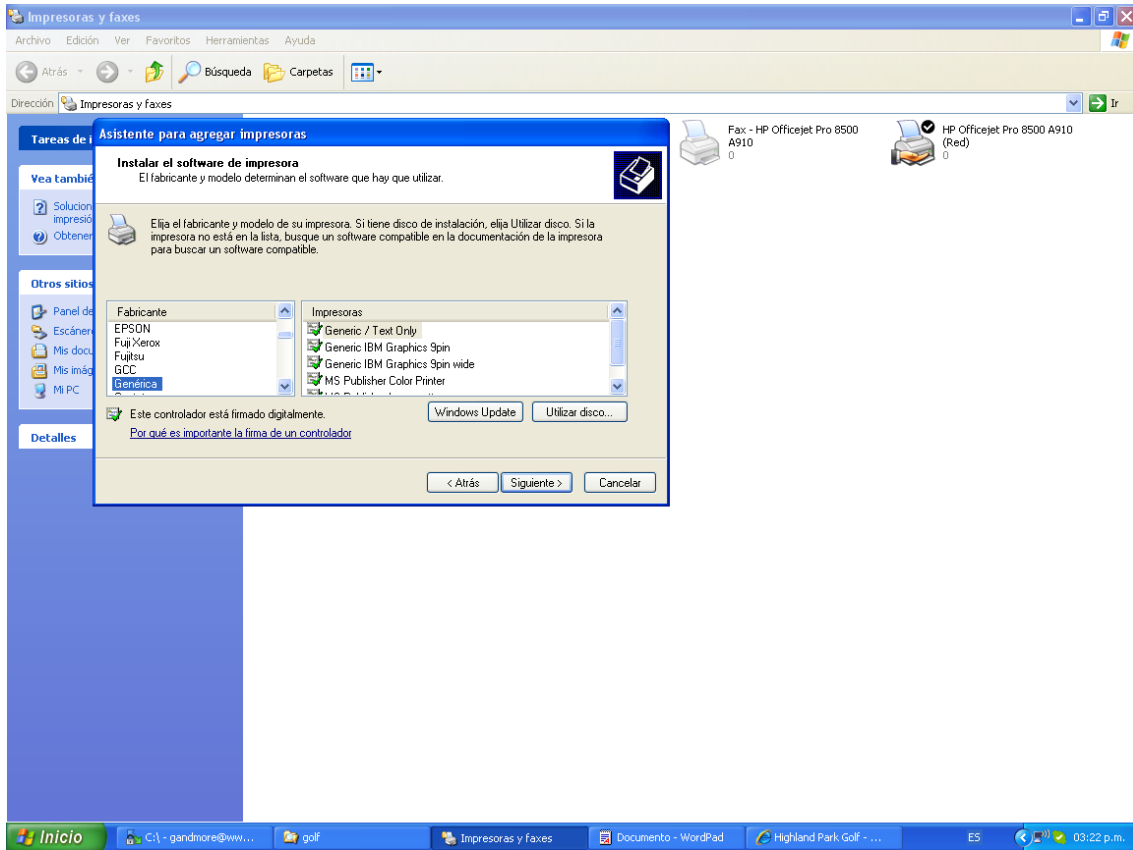 Impresoras y faxes
Archivo Edición Ver Favoritos Herramientas Ayuda
Atrás Búsqueda Carpetas
Dirección Impresoras y faxes Ir
Tareas de i
Vea también
Solucion
impresió
Obtener
Otros sitios
Panel de
Escáner
Mis docu
Mis imág
Mi PC
Detalles
Asistente para agregar impresoras
Instalar el software de impresora
El fabricante y modelo determinan el software que hay que utilizar.
Elija el fabricante y modelo de su impresora. Si tiene disco de instalación, elija Utilizar disco. Si la
impresora no está en la lista, busque un software compatible en la documentación de la impresora
para buscar un software compatible.
Fabricante
EPSON
Fuji Xerox
Fujitsu
GCC
Genérica
Impresoras
Generic / Text Only
Generic IBM Graphics 9pin
Generic IBM Graphics 9pin wide
MS Publisher Color Printer
Este controlador está firmado digitalmente.
Por qué es importante la firma de un controlador
Windows Update Utilizar disco...
< Atrás Siguiente > Cancelar
Fax - HP Officejet Pro 8500
A910
0
HP Officejet Pro 8500 A910
(Red)
0
Inicio C:\ - gandmore@ww... golf Impresoras y faxes Documento - WordPad Highland Park Golf - ... ES 03:22 p.m.